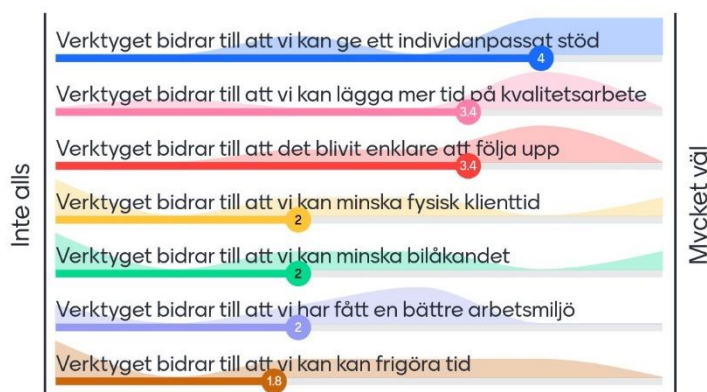 Verktyget bidrar till att vi kan ge ett individanpassat stöd
4
Verktyget bidrar till att vi kan lägga mer tid på kvalitetsarbete
3.4
Verktyget bidrar till att det blivit enklare att följa upp
3.4
Verktyget bidrar till att vi kan minska fysisk klienttid
2
Verktyget bidrar till att vi kan minska bilåkandet
2
Verktyget bidrar till att vi har fått en bättre arbetsmiljö
2
Verktyget bidrar till att vi kan kan frigöra tid
1.8
Inte alls
Mycket väl